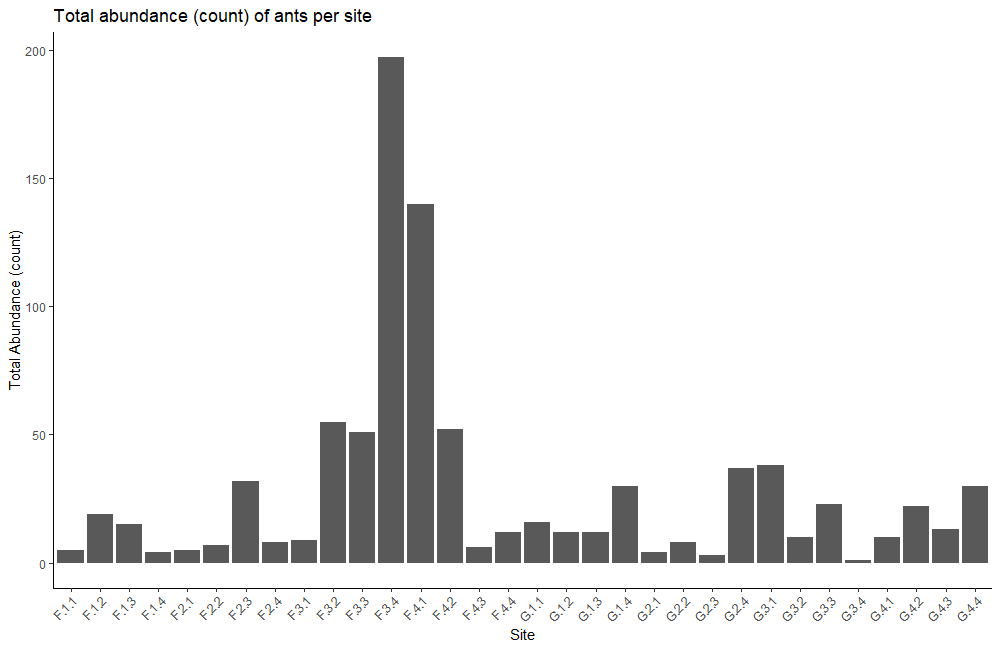 Total abundance (count) of ants per site
Total Abundance (count)
200
150
100
50
0
F.1.1 F.1.2 F.1.3 F.1.4 F.2.1 F.2.2 F.2.3 F.2.4 F.3.1 F.3.2 F.3.3 F.3.4 F.4.1 F.4.2 F.4.3 F.4.4 G.1.1 G.1.2 G.1.3 G.1.4 G.2.1 G.2.2 G.2.3 G.2.4 G.3.1 G.3.2 G.3.3 G.3.4 G.4.1 G.4.2 G.4.3 G.4.4
Site